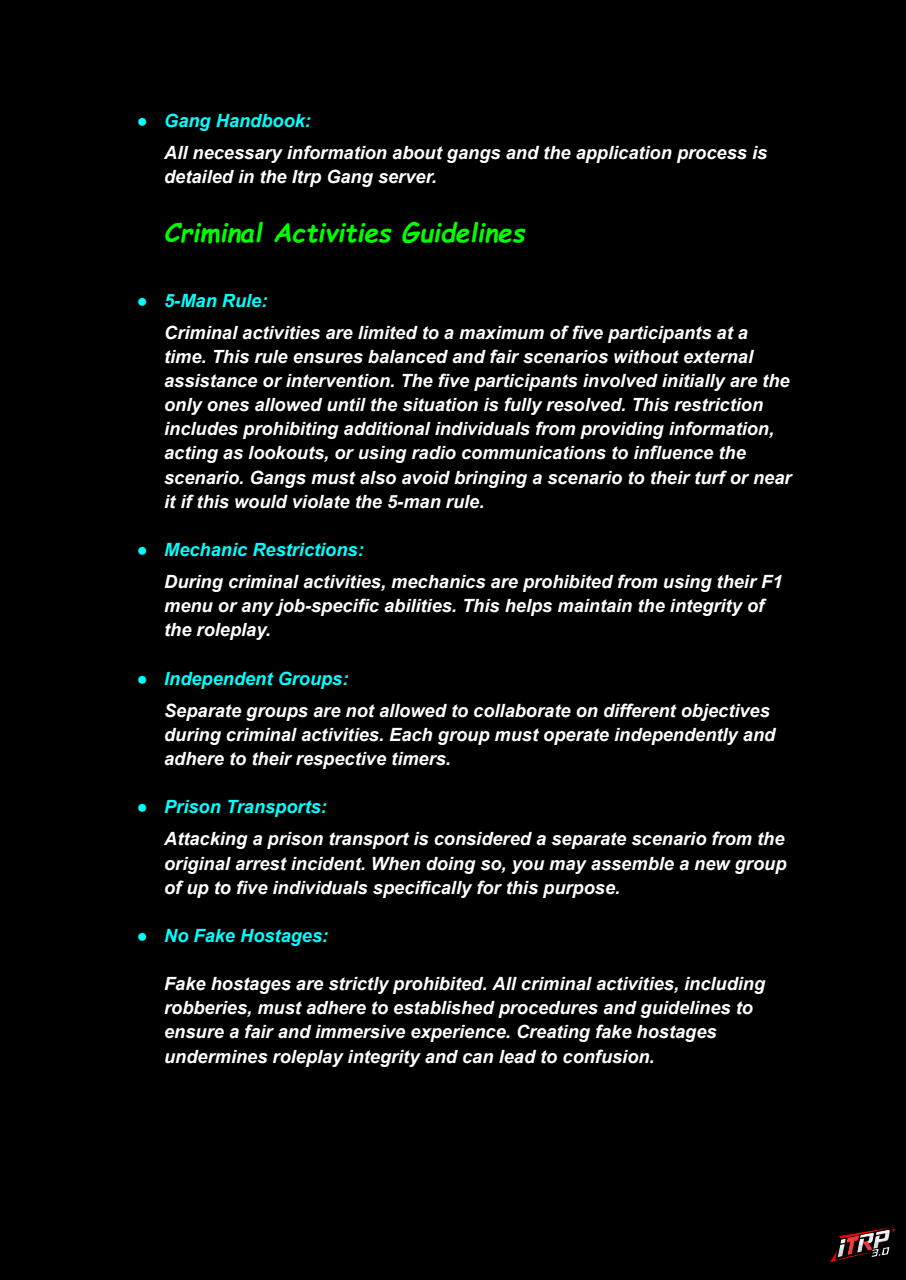 ● Gang Handbook:
All necessary information about gangs and the application process is
detailed in the Itrp Gang server.
Criminal Activities Guidelines
● 5-Man Rule:
Criminal activities are limited to a maximum of five participants at a
time. This rule ensures balanced and fair scenarios without external
assistance or intervention. The five participants involved initially are the
only ones allowed until the situation is fully resolved. This restriction
includes prohibiting additional individuals from providing information,
acting as lookouts, or using radio communications to influence the
scenario. Gangs must also avoid bringing a scenario to their turf or near
it if this would violate the 5-man rule.
● Mechanic Restrictions:
During criminal activities, mechanics are prohibited from using their F1
menu or any job-specific abilities. This helps maintain the integrity of
the roleplay.
● Independent Groups:
Separate groups are not allowed to collaborate on different objectives
during criminal activities. Each group must operate independently and
adhere to their respective timers.
● Prison Transports:
Attacking a prison transport is considered a separate scenario from the
original arrest incident. When doing so, you may assemble a new group
of up to five individuals specifically for this purpose.
● No Fake Hostages:
Fake hostages are strictly prohibited. All criminal activities, including
robberies, must adhere to established procedures and guidelines to
ensure a fair and immersive experience. Creating fake hostages
undermines roleplay integrity and can lead to confusion.
iTRP
3.0